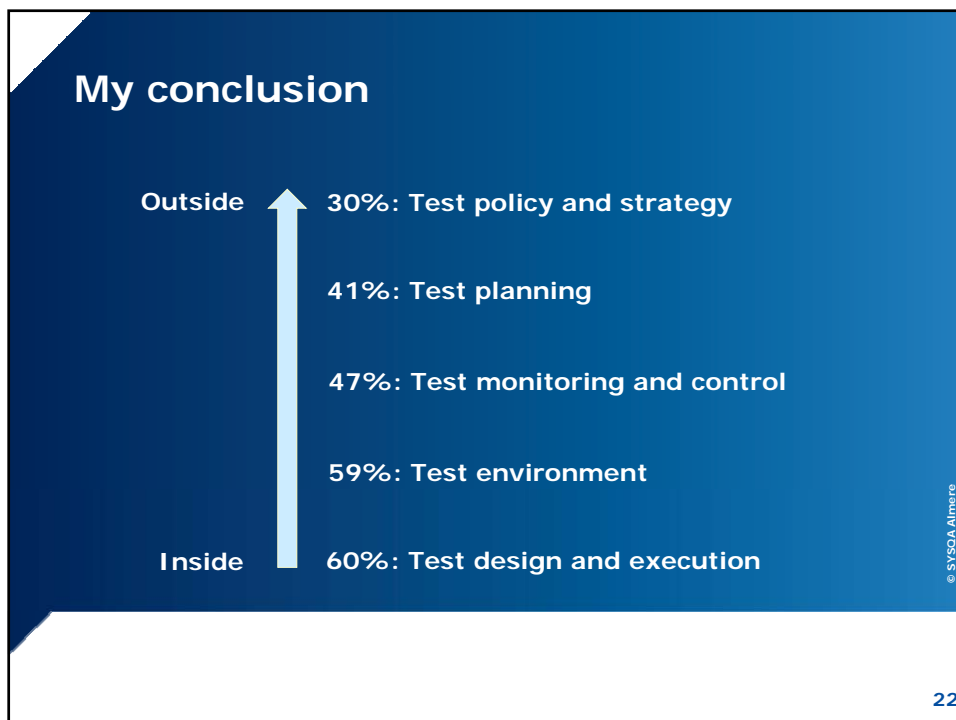 My conclusion
Outside 30%: Test policy and strategy
41%: Test planning
47%: Test monitoring and control
59%: Test environment
Inside 60%: Test design and execution
© SYSQA Almere
22